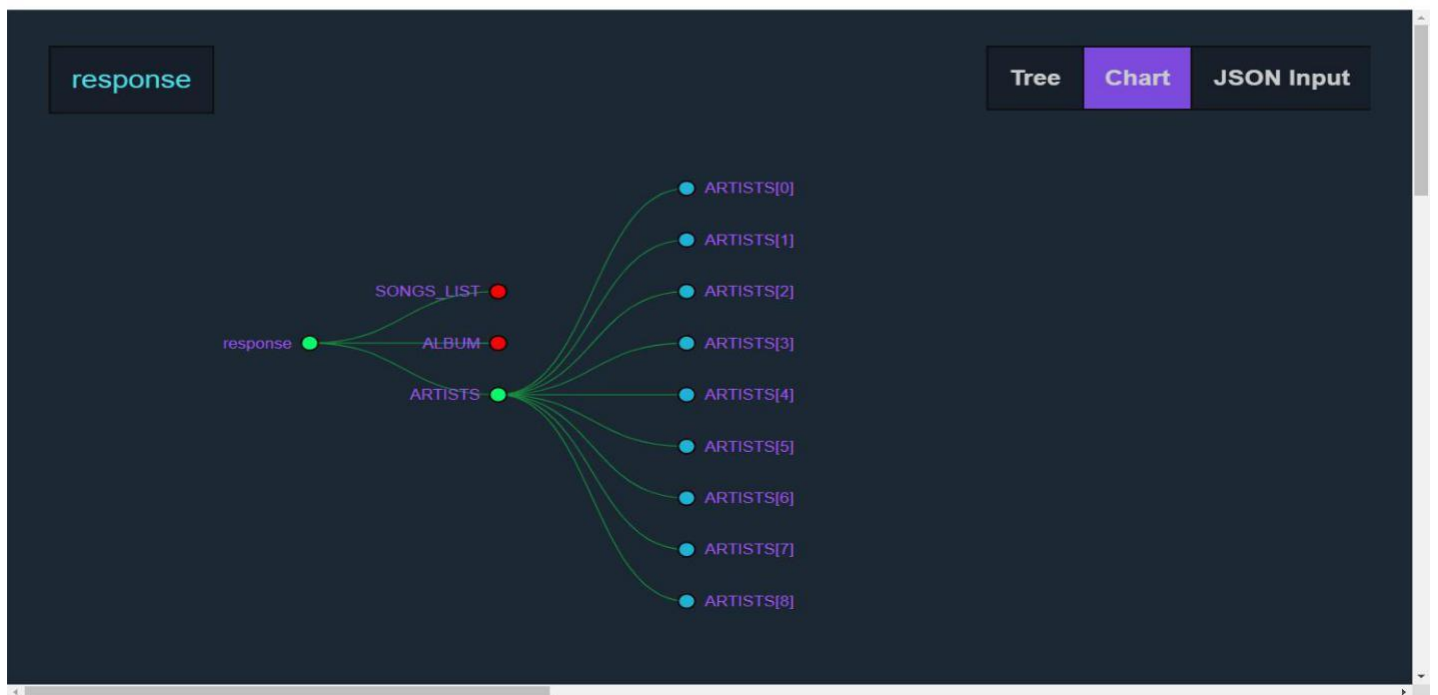 response
Tree Chart JSON Input
ARTISTS[0]
ARTISTS[1]
SONGS_LIST
ARTISTS[2]
response
ALBUM
ARTISTS[3]
ARTISTS
ARTISTS[4]
ARTISTS[5]
ARTISTS[6]
ARTISTS[7]
ARTISTS[8]